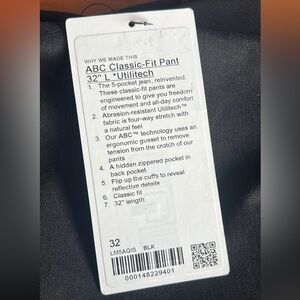 WHY WE MADE THIS
ABC Classic-Fit Pant
32" L *Utilitech
1. The 5-pocket jean, reinvented.
These classic-fit pants are
engineered to give you freedom
of movement and all-day comfort
2. Abrasion-resistant Utilitech™
fabric is four-way stretch with
a natural feel
3. Our ABC™ technology uses an
ergonomic gusset to remove
tension from the crotch of our
pants
4. A hidden zippered pocket in
back pocket
5. Flip up the cuffs to reveal
reflective details
6. Classic fit
7. 32" length
32
LM5AQIS BLK
000148229401